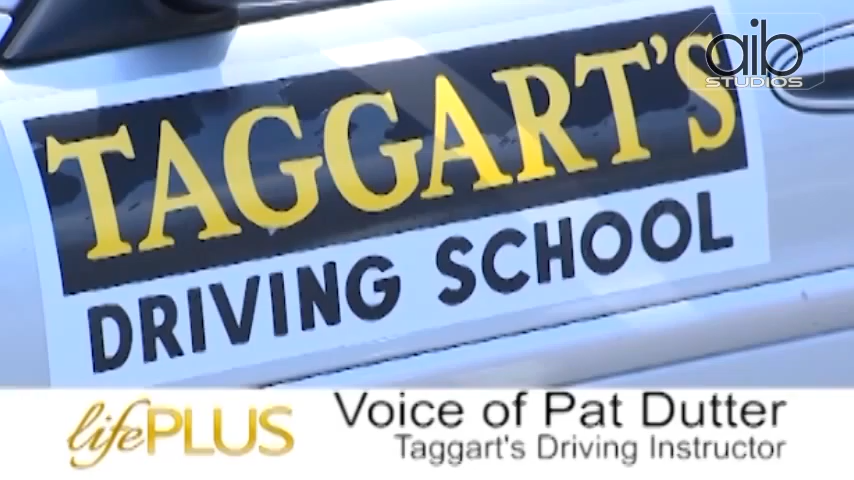 aib
STUDIOS
TAGGART'S
DRIVING SCHOOL
lifePLUS
Voice of Pat Dutter
Taggart's Driving Instructor